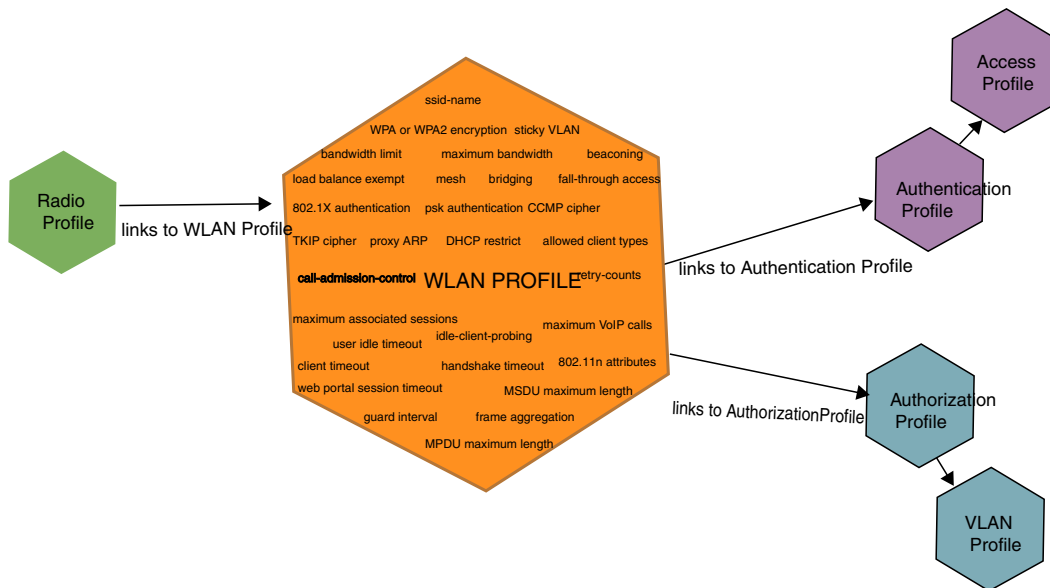 Access
Profile
ssid-name
WPA or WPA2 encryption sticky VLAN
bandwidth limit maximum bandwidth beaconing
load balance exempt mesh bridging fall-through access
Radio
Profile
links to WLAN Profile
802.1X authentication psk authentication CCMP cipher
Authentication
Profile
TKIP cipher proxy ARP DHCP restrict allowed client types
call-admission-control WLAN PROFILE retry-counts
links to Authentication Profile
maximum associated sessions maximum VoIP calls
user idle timeout idle-client-probing
client timeout handshake timeout 802.11n attributes
web portal session timeout MSDU maximum length
guard interval frame aggregation
MPDU maximum length
links to AuthorizationProfile
Authorization
Profile
VLAN
Profile